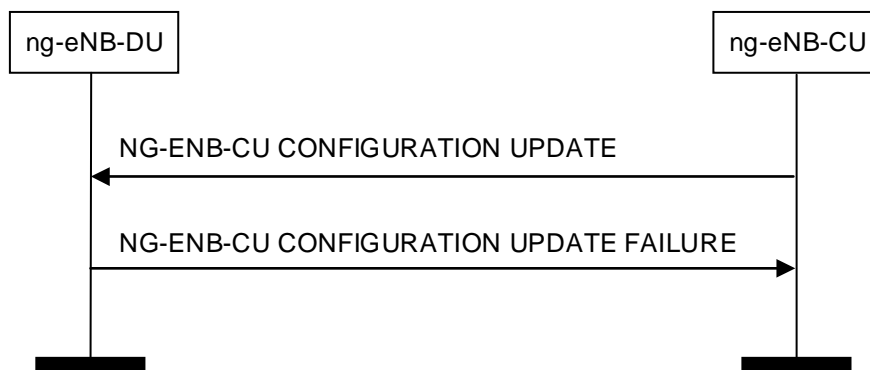 ng-eNB-DU
ng-eNB-CU
NG-ENB-CU CONFIGURATION UPDATE
NG-ENB-CU CONFIGURATION UPDATE FAILURE